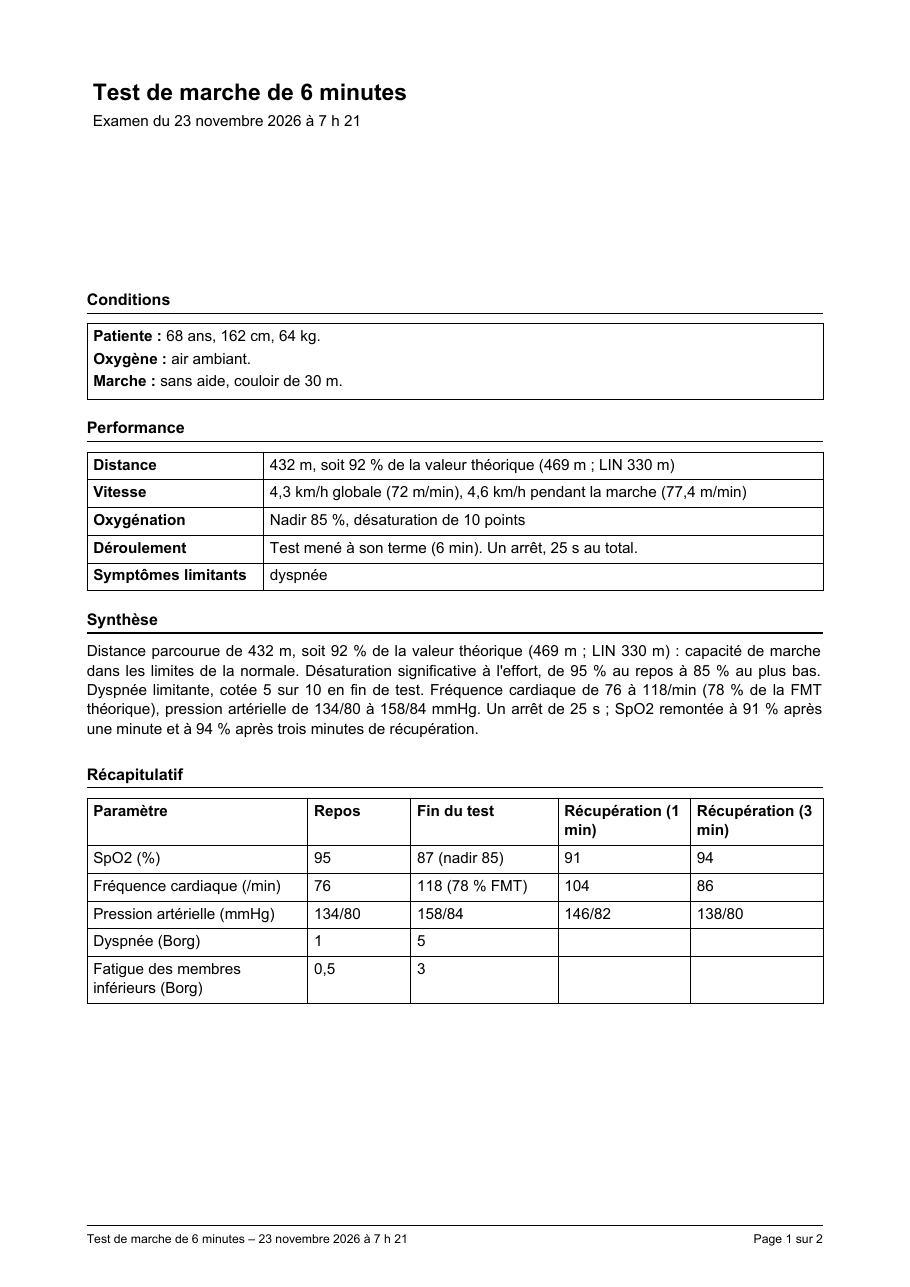 Test de marche de 6 minutes
Examen du 23 novembre 2026 à 7 h 21
Conditions
Patiente : 68 ans, 162 cm, 64 kg.
Oxygène : air ambiant.
Marche : sans aide, couloir de 30 m.
Performance
Distance 432 m, soit 92 % de la valeur théorique (469 m ; LIN 330 m)
Vitesse 4,3 km/h globale (72 m/min), 4,6 km/h pendant la marche (77,4 m/min)
Oxygénation Nadir 85 %, désaturation de 10 points
Déroulement Test mené à son terme (6 min). Un arrêt, 25 s au total.
Symptômes limitants dyspnée
Synthèse
Distance parcourue de 432 m, soit 92 % de la valeur théorique (469 m ; LIN 330 m) : capacité de marche
dans les limites de la normale. Désaturation significative à l'effort, de 95 % au repos à 85 % au plus bas.
Dyspnée limitante, cotée 5 sur 10 en fin de test. Fréquence cardiaque de 76 à 118/min (78 % de la FMT
théorique), pression artérielle de 134/80 à 158/84 mmHg. Un arrêt de 25 s ; SpO2 remontée à 91 % après
une minute et à 94 % après trois minutes de récupération.
Récapitulatif
Paramètre Repos Fin du test Récupération (1 Récupération (3
min) min)
SpO2 (%) 95 87 (nadir 85) 91 94
Fréquence cardiaque (/min) 76 118 (78 % FMT) 104 86
Pression artérielle (mmHg) 134/80 158/84 146/82 138/80
Dyspnée (Borg) 1 5
Fatigue des membres 0,5 3
inférieurs (Borg)
Test de marche de 6 minutes – 23 novembre 2026 à 7 h 21 Page 1 sur 2